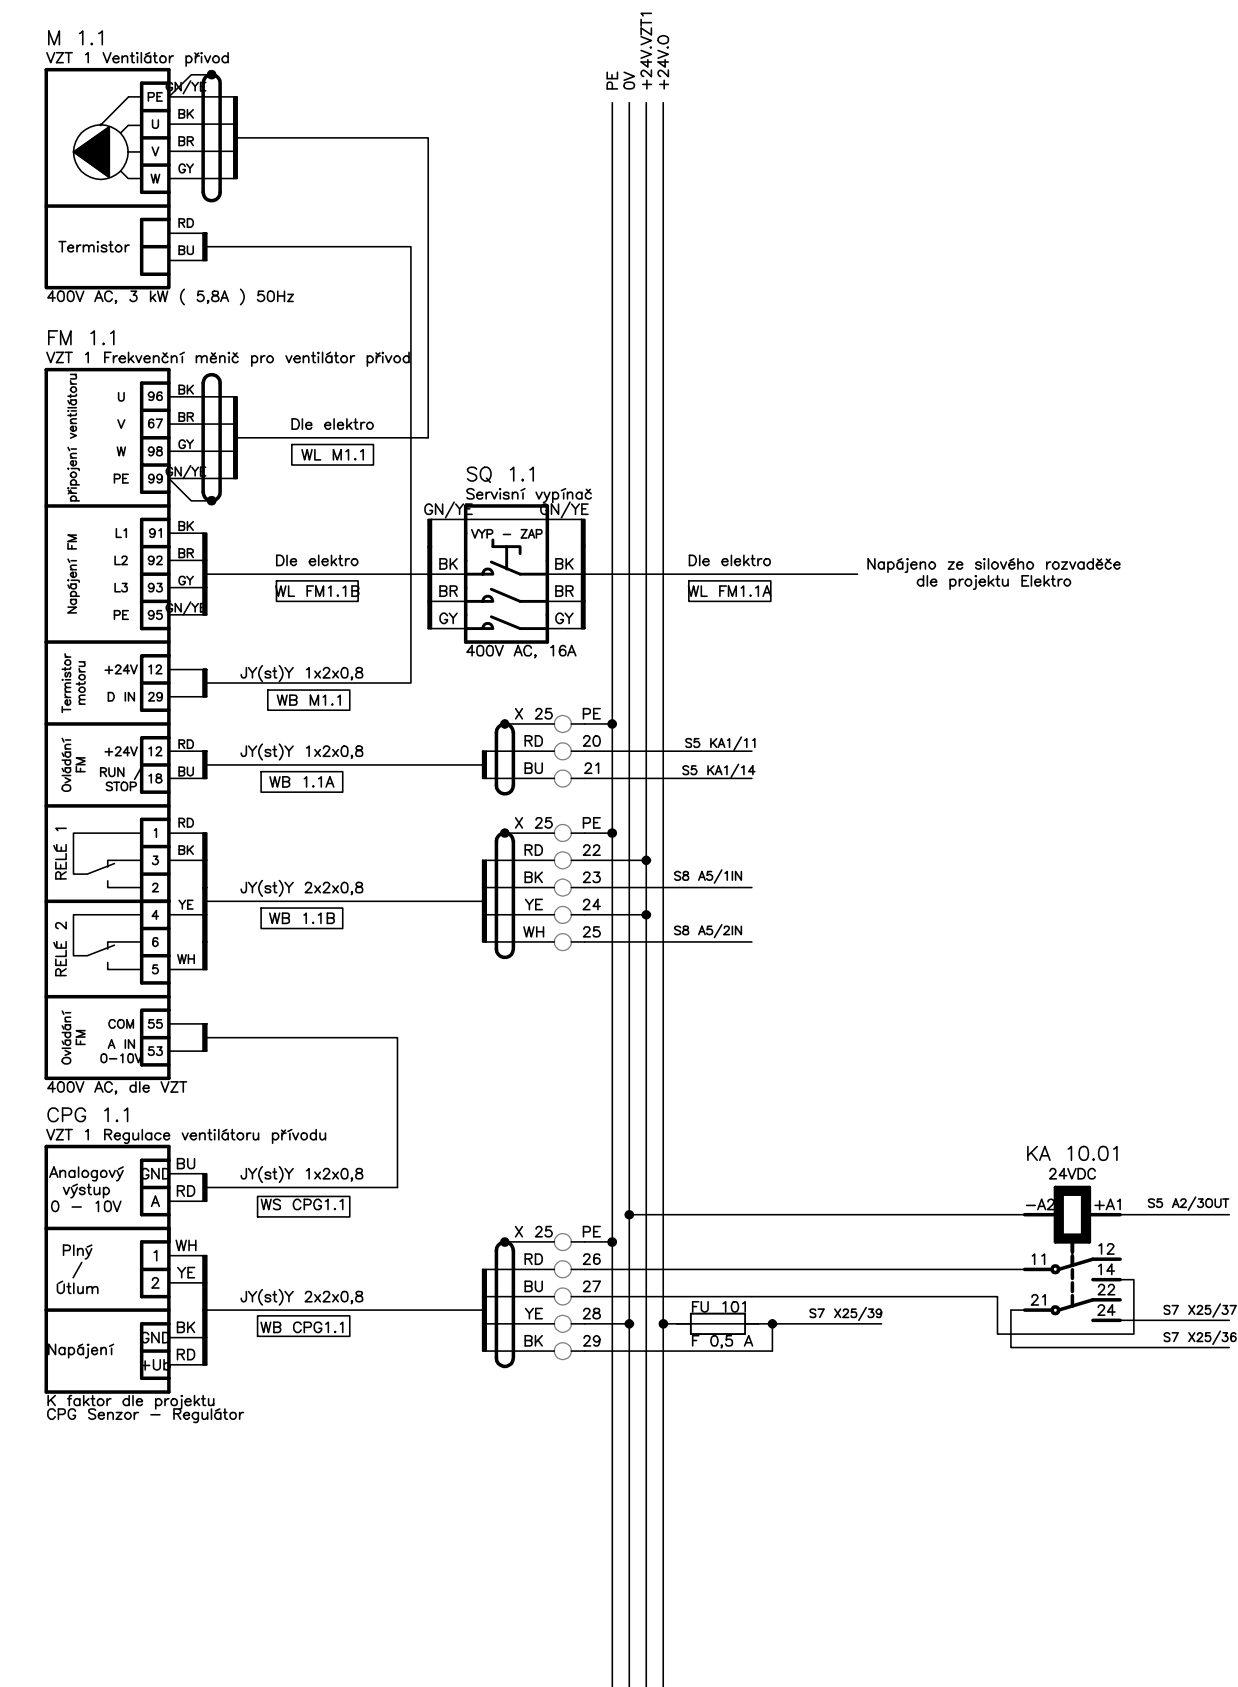 M 1.1
VZT 1 Ventilátor přivod
GN/YE
PE
BK
U
BR
V
GY
W
RD
Termistor
BU
400V AC, 3 kW ( 5,8A ) 50Hz
PE
0V
+24V.VZT1
+24V.O
FM 1.1
VZT 1 Frekvenční měnič pro ventilátor přivod
připojení ventilátoru
U 96 BK
V 67 BR
W 98 GY
PE 99 GN/YE
Dle elektro
WL M1.1
Napájení FM
L1 91 BK
L2 92 BR
L3 93 GY
PE 95 GN/YE
Dle elektro
WL FM1.1B
SQ 1.1
Servisní vypínač
GN/YE GN/YE
VYP – ZAP
BK BK
BR BR
GY GY
400V AC, 16A
Dle elektro
WL FM1.1A
Napájeno ze silového rozvaděče
dle projektu Elektro
Termistor
motoru
+24V 12
D IN 29
JY(st)Y 1x2x0,8
WB M1.1
Ovládání
FM
+24V 12 RD
RUN /
STOP
18 BU
JY(st)Y 1x2x0,8
WB 1.1A
X 25 PE
RD 20 S5 KA1/11
BU 21 S5 KA1/14
RELÉ 1
1 RD
3 BK
2
RELÉ 2
4 YE
6
5 WH
JY(st)Y 2x2x0,8
WB 1.1B
X 25 PE
RD 22
BK 23 S8 A5/1IN
YE 24
WH 25 S8 A5/2IN
Ovládání
FM
COM 55
A IN
0–10V
53
400V AC, dle VZT
CPG 1.1
VZT 1 Regulace ventilátoru přívodu
Analogový
výstup
0 – 10V
GND BU
A RD
JY(st)Y 1x2x0,8
WS CPG1.1
Plný
/
Útlum
1 WH
2 YE
Napájení
GND BK
+Ub RD
JY(st)Y 2x2x0,8
WB CPG1.1
K faktor dle projektu
CPG Senzor – Regulátor
X 25 PE
RD 26
BU 27
YE 28
BK 29
FU 101
F 0,5 A
S7 X25/39
KA 10.01
24VDC
–A2 +A1 S5 A2/3OUT
11 12
14
21 22
24 S7 X25/37
S7 X25/36